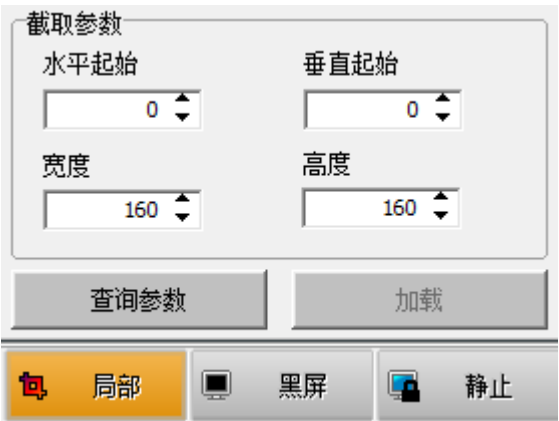 截取参数
水平起始 垂直起始
0 0
宽度 高度
160 160
查询参数 加载
局部 黑屏 静止